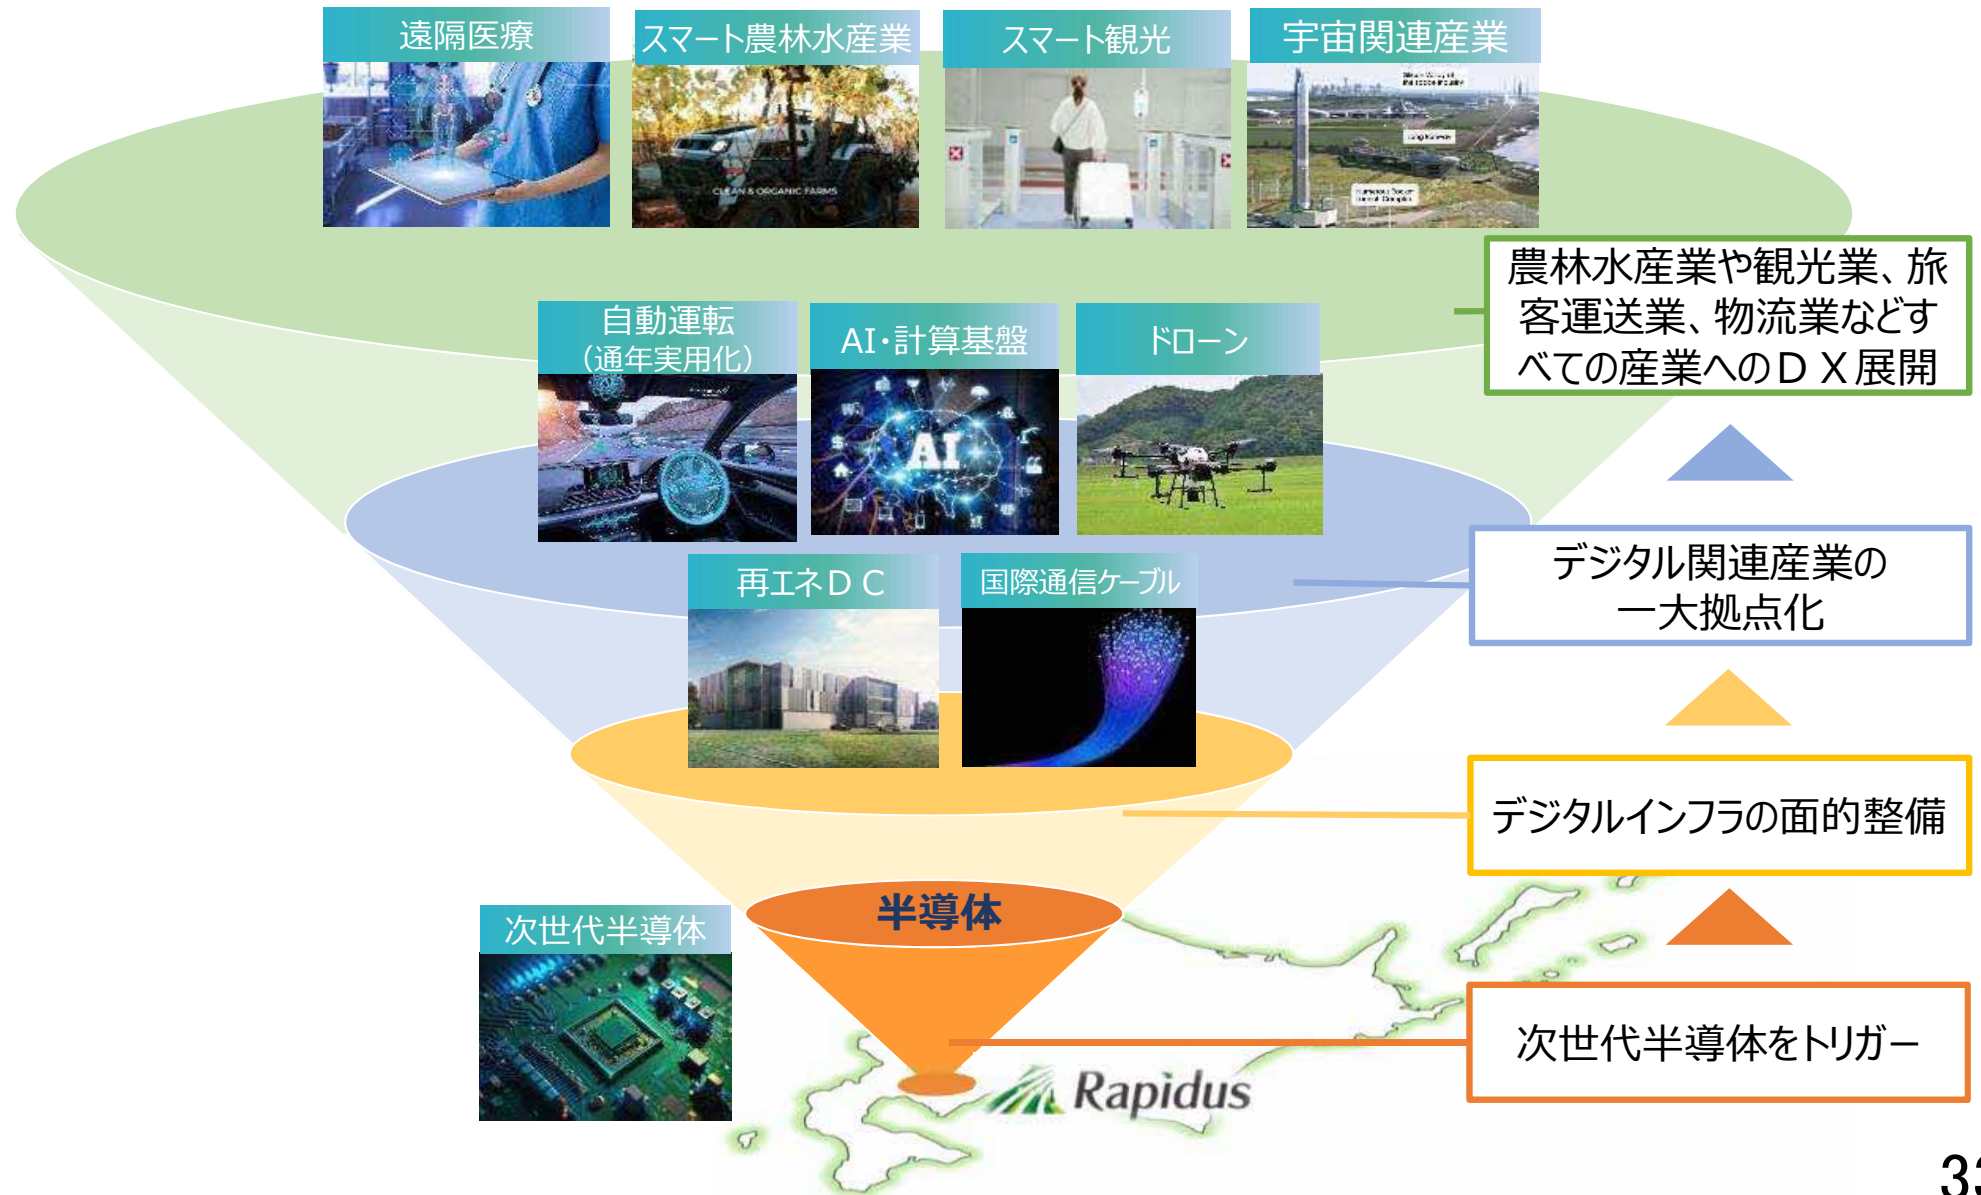 遠隔医療
スマート農林水産業
スマート観光
宇宙関連産業
CLEAN & ORGANIC FARMS
Long Runway
農林水産業や観光業、旅
客運送業、物流業などす
べての産業へのＤＸ展開
自動運転
（通年実用化）
AI・計算基盤
ドローン
AI
デジタル関連産業の
一大拠点化
再エネＤＣ
国際通信ケーブル
デジタルインフラの面的整備
半導体
次世代半導体
次世代半導体をトリガー
Rapidus